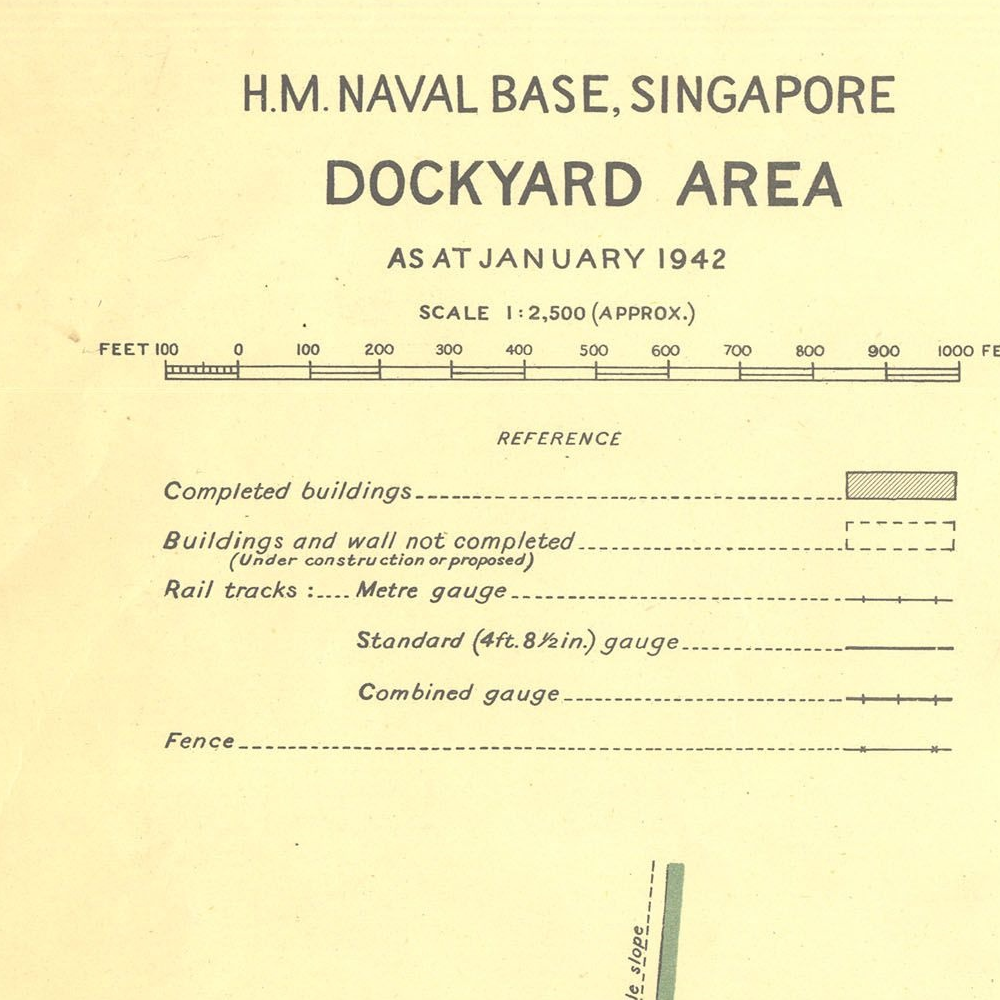 H.M. NAVAL BASE, SINGAPORE
DOCKYARD AREA
AS AT JANUARY 1942
SCALE 1:2,500 (APPROX.)
FEET 100 0 100 200 300 400 500 600 700 800 900 1000 FE
REFERENCE
Completed buildings
Buildings and wall not completed
(Under construction or proposed)
Rail tracks :.... Metre gauge
Standard (4ft. 8½in.) gauge
Combined gauge
Fence
slope